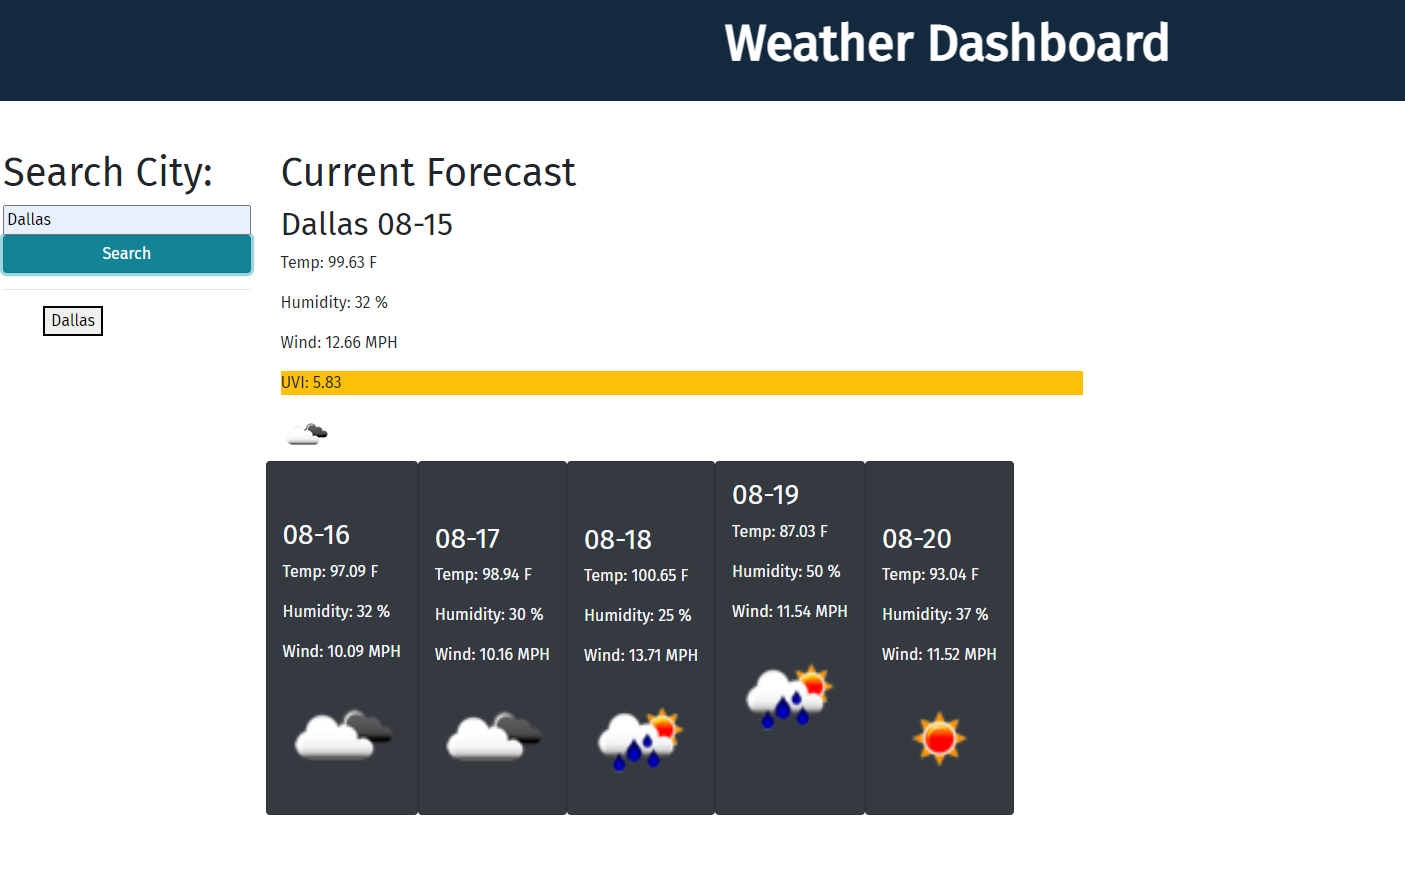 Weather Dashboard
Search City:
Dallas
Search
Dallas
Current Forecast
Dallas 08-15
Temp: 99.63 F
Humidity: 32 %
Wind: 12.66 MPH
UVI: 5.83
08-16
Temp: 97.09 F
Humidity: 32 %
Wind: 10.09 MPH
08-17
Temp: 98.94 F
Humidity: 30 %
Wind: 10.16 MPH
08-18
Temp: 100.65 F
Humidity: 25 %
Wind: 13.71 MPH
08-19
Temp: 87.03 F
Humidity: 50 %
Wind: 11.54 MPH
08-20
Temp: 93.04 F
Humidity: 37 %
Wind: 11.52 MPH